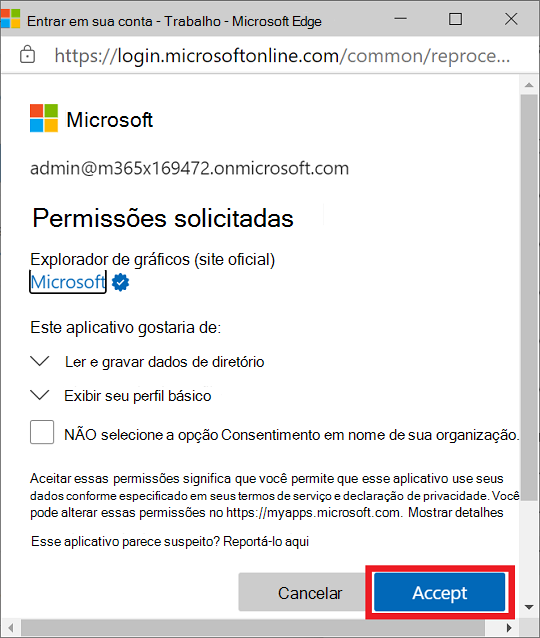 Entrar em sua conta - Trabalho - Microsoft Edge
https://login.microsoftonline.com/common/reproce...
Microsoft
admin@m365x169472.onmicrosoft.com
Permissões solicitadas
Explorador de gráficos (site oficial)
Microsoft
Este aplicativo gostaria de:
Ler e gravar dados de diretório
Exibir seu perfil básico
NÃO selecione a opção Consentimento em nome de sua organização.
Aceitar essas permissões significa que você permite que esse aplicativo use seus
dados conforme especificado em seus termos de serviço e declaração de privacidade. Você
pode alterar essas permissões no https://myapps.microsoft.com. Mostrar detalhes
Esse aplicativo parece suspeito? Reportá-lo aqui
Cancelar Accept